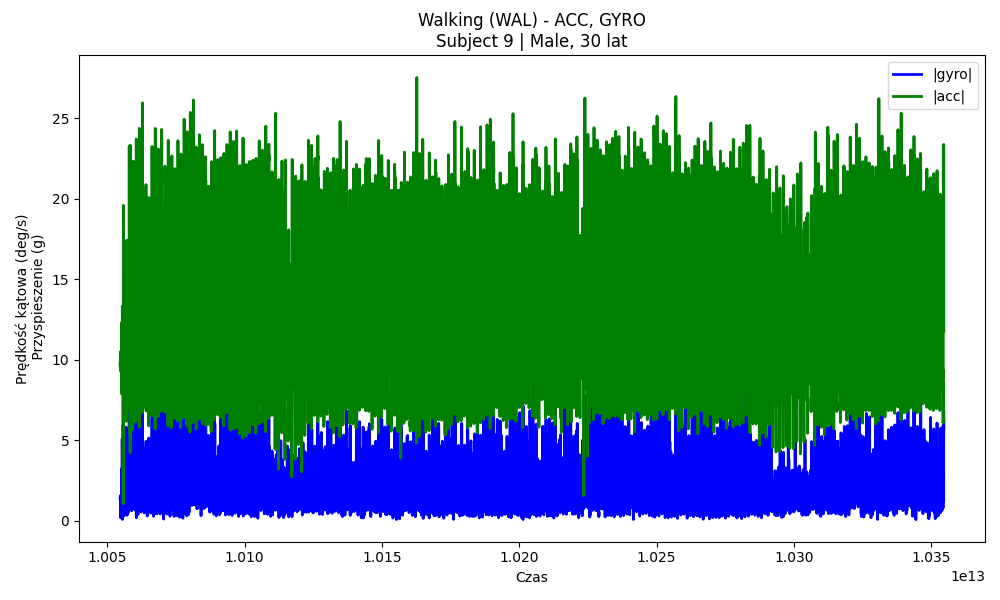 Walking (WAL) - ACC, GYRO
Subject 9 | Male, 30 lat
|gyro|
|acc|
Prędkość kątowa (deg/s)
Przyspieszenie (g)
25
20
15
10
5
0
1.005
1.010
1.015
1.020
1.025
1.030
1.035
1e13
Czas